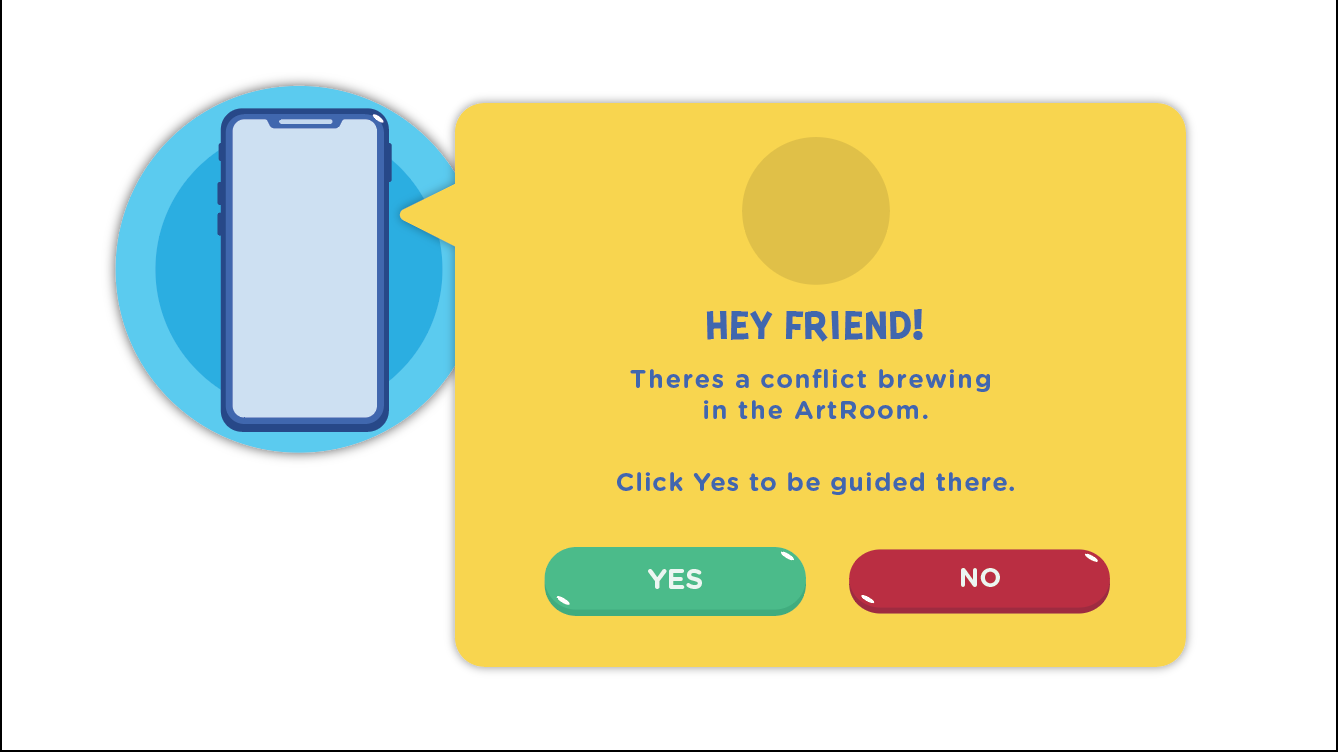 HEY FRIEND!
Theres a conflict brewing
in the ArtRoom.
Click Yes to be guided there.
YES
NO